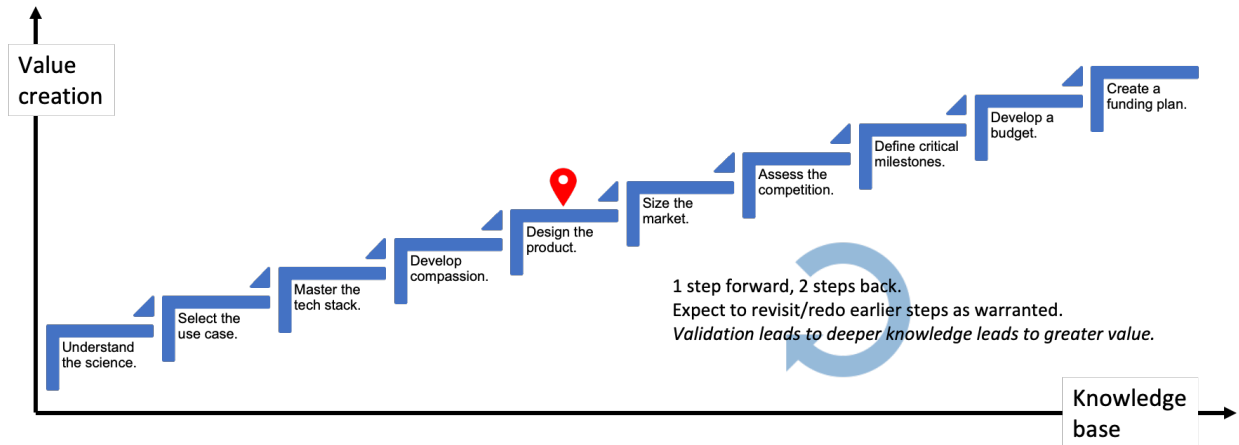 Value
creation
Create a
funding plan.
Develop a
budget.
Define critical
milestones.
Assess the
competition.
Size the
market.
Design the
product.
Develop
compassion.
Master the
tech stack.
Select the
use case.
Understand
the science.
1 step forward, 2 steps back.
Expect to revisit/redo earlier steps as warranted.
Validation leads to deeper knowledge leads to greater value.
Knowledge
base